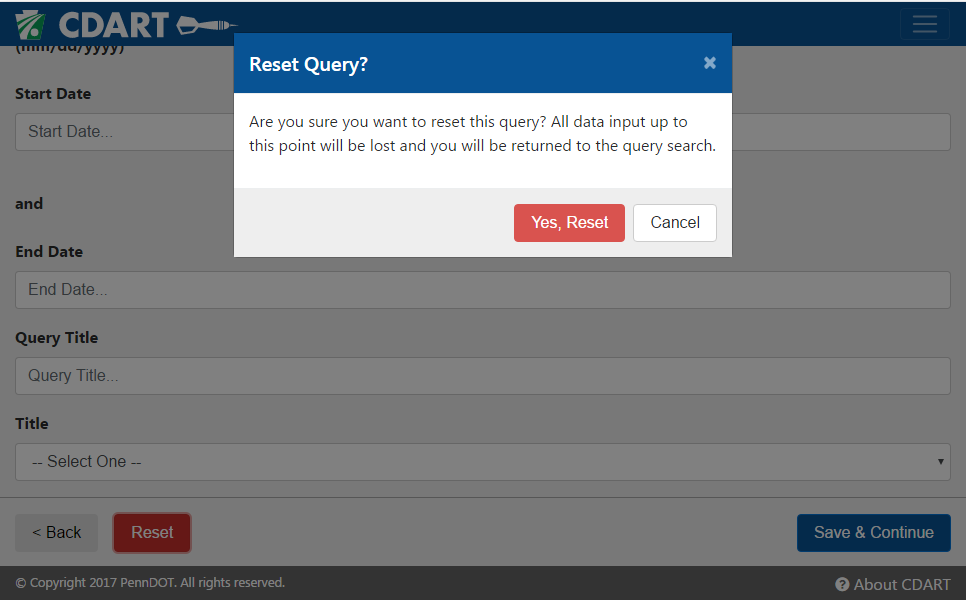 CDART
(mm/dd/yyyy)
Reset Query?
×
Start Date
Start Date...
Are you sure you want to reset this query? All data input up to
this point will be lost and you will be returned to the query search.
and
Yes, Reset
Cancel
End Date
End Date...
Query Title
Query Title...
Title
-- Select One --
< Back
Reset
Save & Continue
© Copyright 2017 PennDOT. All rights reserved.
? About CDART